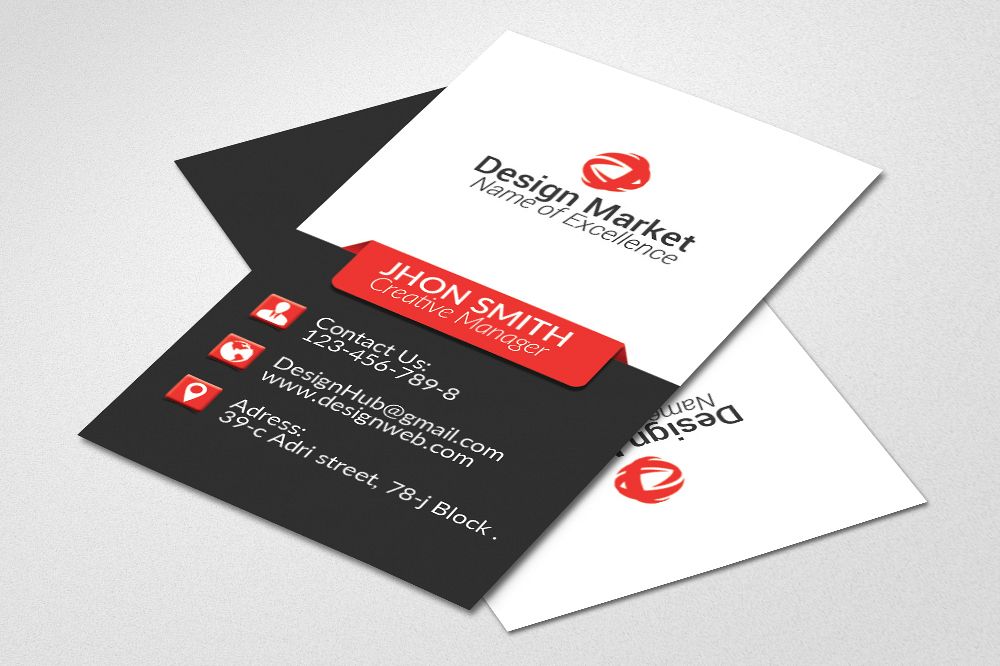 Design Market
Name of Excellence
JHON SMITH
Creative Manager
Contact Us:
123-456-789-8
DesignHub@gmail.com
www.designweb.com
Adress:
39-c Adri street, 78-j Block.
Design
Name